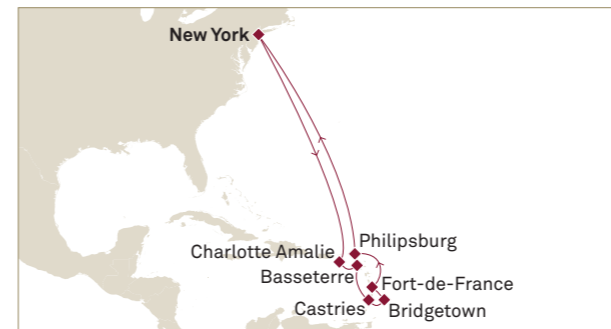 New York
Philipsburg
Charlotte Amalie
Basseterre
Fort-de-France
Castries
Bridgetown